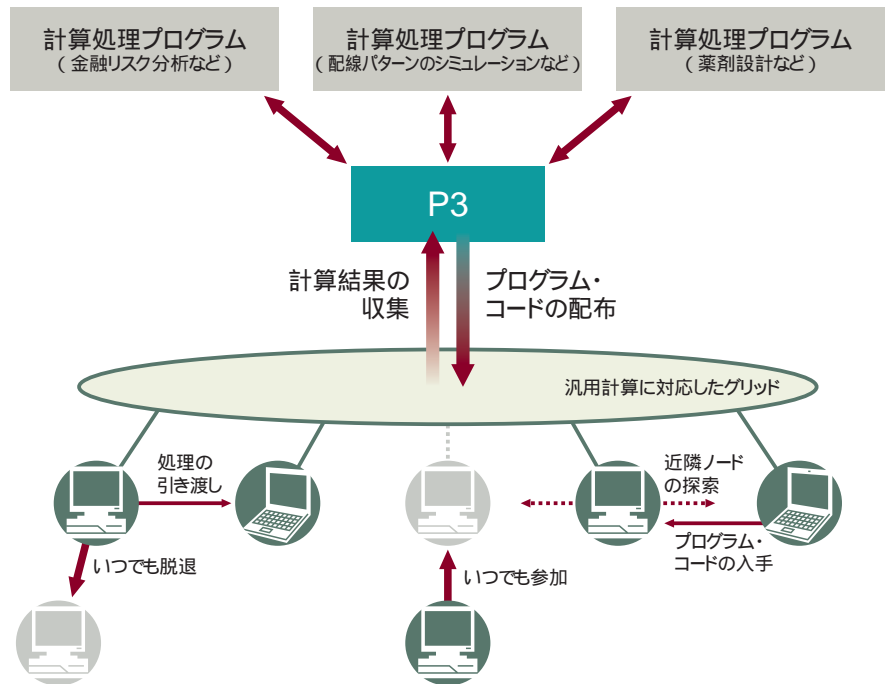 計算処理プログラム
（金融リスク分析など）
計算処理プログラム
（配線パターンのシミュレーションなど）
計算処理プログラム
（薬剤設計など）
P3
計算結果の
収集
プログラム・
コードの配布
汎用計算に対応したグリッド
処理の
引き渡し
近隣ノード
の探索
プログラム・
コードの入手
いつでも脱退
いつでも参加